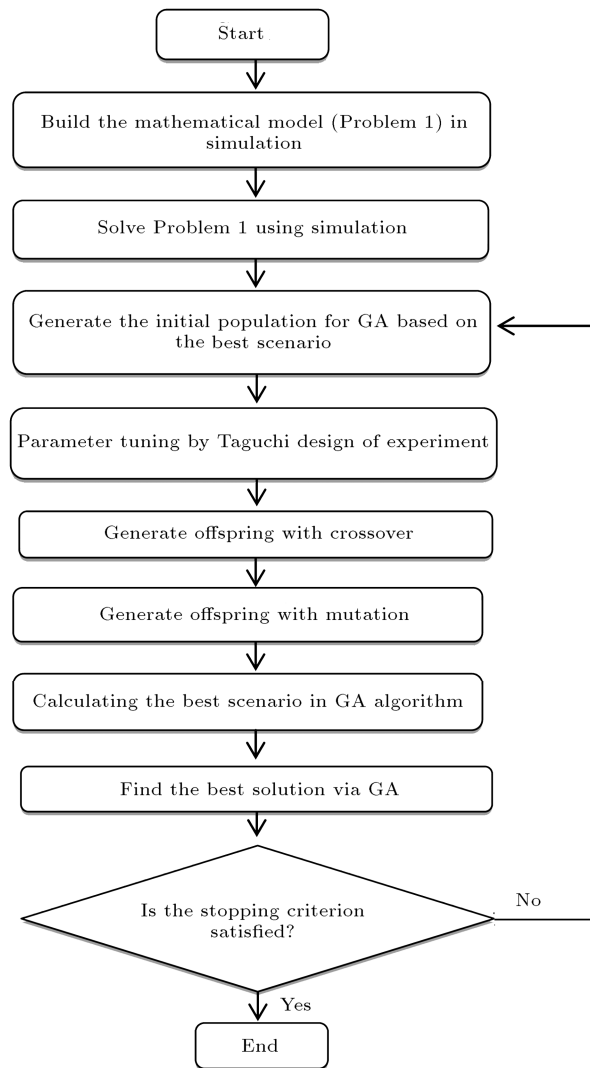 Start
Build the mathematical model (Problem 1) in
simulation
Solve Problem 1 using simulation
Generate the initial population for GA based on
the best scenario
Parameter tuning by Taguchi design of experiment
Generate offspring with crossover
Generate offspring with mutation
Calculating the best scenario in GA algorithm
Find the best solution via GA
Is the stopping criterion
satisfied?
No
Yes
End